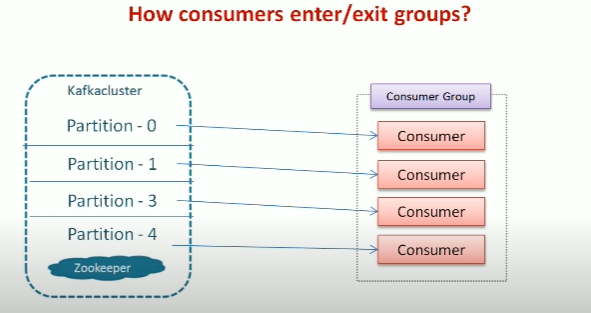 How consumers enter/exit groups?
Kafkacluster
Partition - 0
Partition - 1
Partition - 3
Partition - 4
Zookeeper
Consumer Group
Consumer
Consumer
Consumer
Consumer